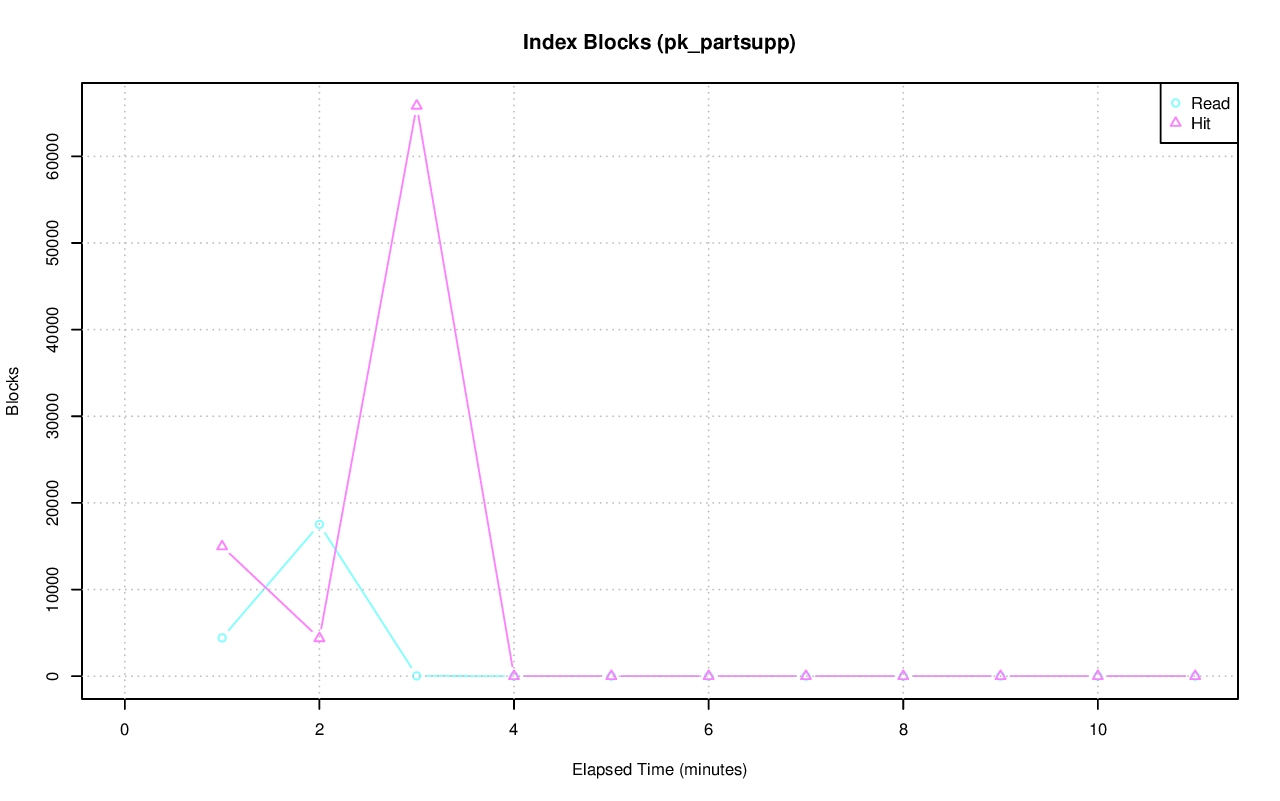 Index Blocks (pk_partsupp)
Read
Hit
Blocks
60000
50000
40000
30000
20000
10000
0
0 2 4 6 8 10
Elapsed Time (minutes)